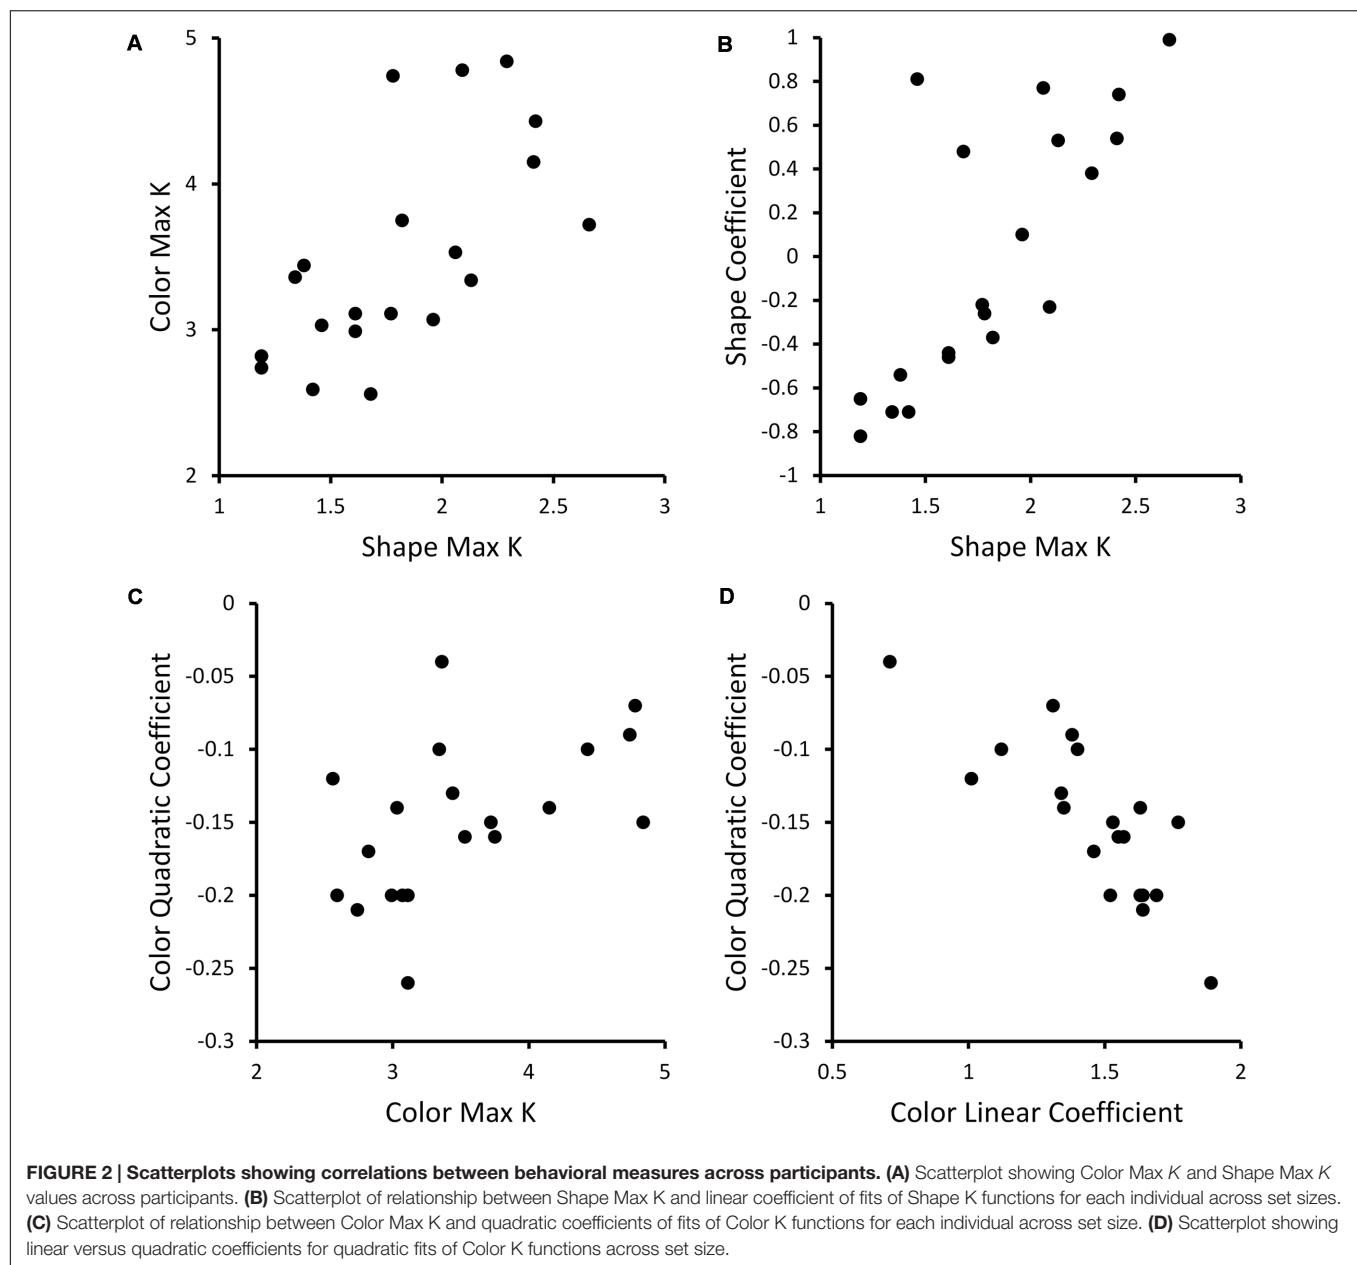 A
5
4
3
2
1
1.5
2
2.5
3
Color Max K
Shape Max K
B
1
0.8
0.6
0.4
0.2
0
-0.2
-0.4
-0.6
-0.8
-1
1
1.5
2
2.5
3
Shape Coefficient
Shape Max K
C
0
-0.05
-0.1
-0.15
-0.2
-0.25
-0.3
2
3
4
5
Color Quadratic Coefficient
Color Max K
D
0
-0.05
-0.1
-0.15
-0.2
-0.25
-0.3
0.5
1
1.5
2
Color Quadratic Coefficient
Color Linear Coefficient
FIGURE 2 | Scatterplots showing correlations between behavioral measures across participants. (A) Scatterplot showing Color Max K and Shape Max K
values across participants. (B) Scatterplot of relationship between Shape Max K and linear coefficient of fits of Shape K functions for each individual across set sizes.
(C) Scatterplot of relationship between Color Max K and quadratic coefficients of fits of Color K functions for each individual across set size. (D) Scatterplot showing
linear versus quadratic coefficients for quadratic fits of Color K functions across set size.